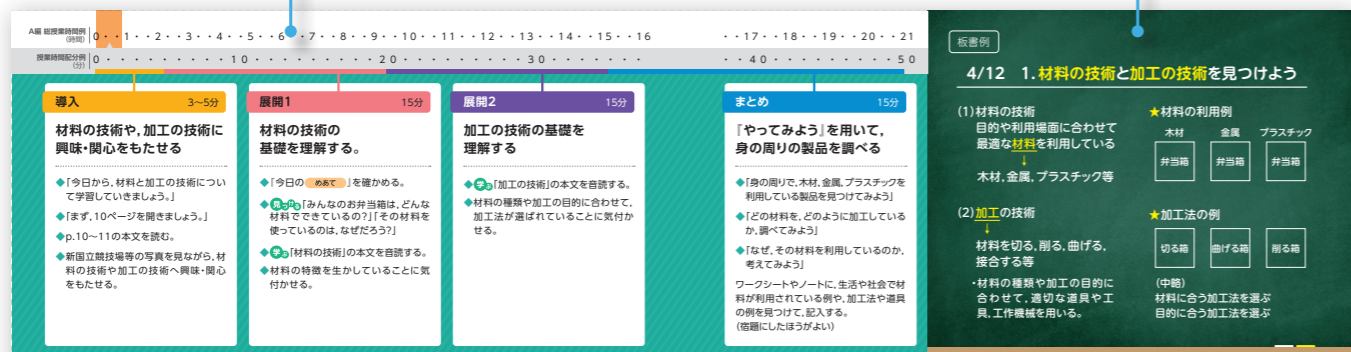 A編 総授業時間例
(時間)
0・・1・・2・・3・・4・・5・・6・・7・・8・・9・・10・・11・・12・・13・・14・・15・・16
・・17・・18・・19・・20・・21
授業時間配分例
(分)
0・・・・・・・・・10・・・・・・・・・20・・・・・・・・・30・・・・・・・
・・40・・・・・・・・・50
導入 3〜5分
材料の技術や,加工の技術に
興味・関心をもたせる
◆「今日から,材料と加工の技術につい
て学習していきましょう。」
◆「まず,10ページを開きましょう。」
◆p.10〜11の本文を読む。
◆新国立競技場等の写真を見ながら,材
料の技術や加工の技術へ興味・関心
をもたせる。
展開1 15分
材料の技術の
基礎を理解する。
◆「今日の めあて 」を確かめる。
◆見つける「みんなのお弁当箱は,どんな
材料でできているの?」「その材料を
使っているのは,なぜだろう?」
◆学ぶ「材料の技術」の本文を音読する。
◆材料の特徴を生かしていることに気
付かせる。
展開2 15分
加工の技術の基礎を
理解する
◆学ぶ「加工の技術」の本文を音読する。
◆材料の種類や加工の目的に合わせて,
加工法が選ばれていることに気付か
せる。
まとめ 15分
『やってみよう』を用いて,
身の周りの製品を調べる
◆「身の周りで,木材,金属,プラスチックを
利用している製品を見つけてみよう」
◆「どの材料を,どのように加工している
か,調べてみよう」
◆「なぜ,その材料を利用しているのか,
考えてみよう」
ワークシートやノートに,生活や社会で材
料が利用されている例や,加工法や道具
の例を見つけて,記入する。
(宿題にしたほうがよい)
板書例
4/12 1.材料の技術と加工の技術を見つけよう
(1)材料の技術
目的や利用場面に合わせて
最適な材料を利用している
↓
木材,金属,プラスチック等
(2)加工の技術
↓
材料を切る,削る,曲げる,
接合する等
・材料の種類や加工の目的に
合わせて,適切な道具や工
具,工作機械を用いる。
★材料の利用例
木材 金属 プラスチック
弁当箱 弁当箱 弁当箱
★加工法の例
切る箱 曲げる箱 削る箱
(中略)
材料に合う加工法を選ぶ
目的に合う加工法を選ぶ